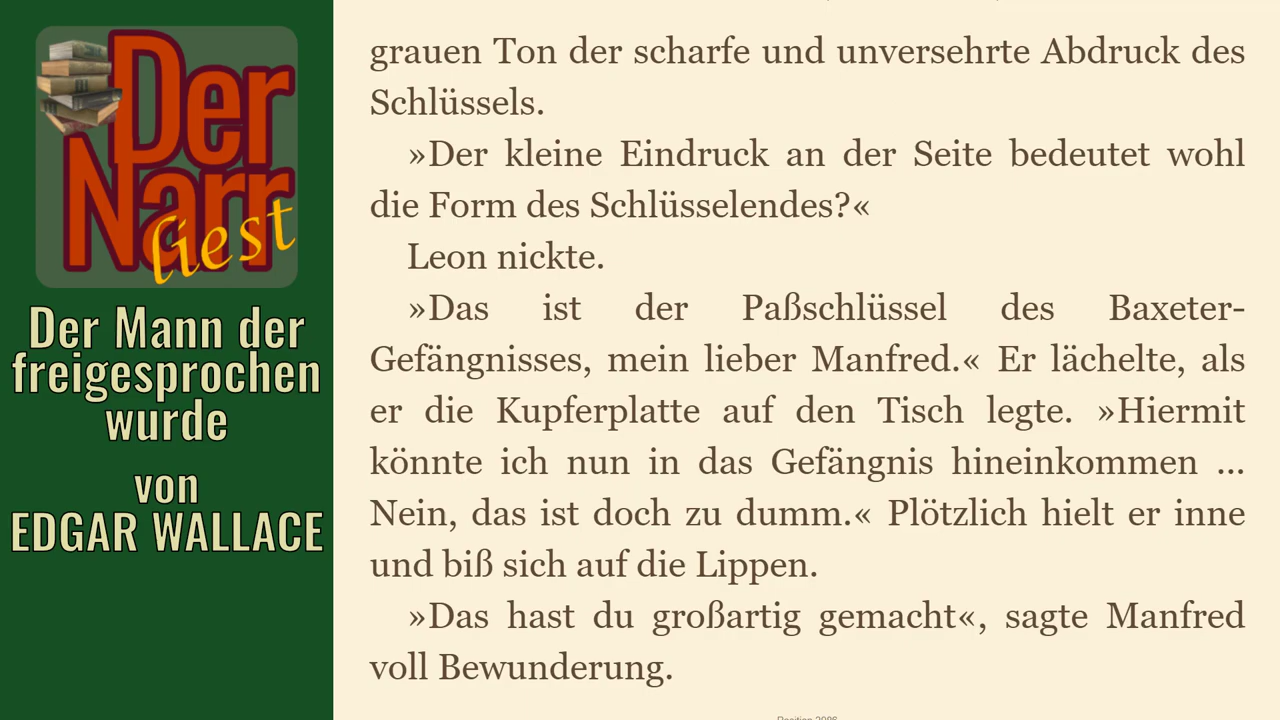 Der
Narr
liest
Der Mann der
freigesprochen
wurde
von
EDGAR WALLACE
grauen Ton der scharfe und unversehrte Abdruck des
Schlüssels.
»Der kleine Eindruck an der Seite bedeutet wohl
die Form des Schlüsselendes?«
Leon nickte.
»Das ist der Paßschlüssel des Baxeter-
Gefängnisses, mein lieber Manfred.« Er lächelte, als
er die Kupferplatte auf den Tisch legte. »Hiermit
könnte ich nun in das Gefängnis hineinkommen ...
Nein, das ist doch zu dumm.« Plötzlich hielt er inne
und biß sich auf die Lippen.
»Das hast du großartig gemacht«, sagte Manfred
voll Bewunderung.